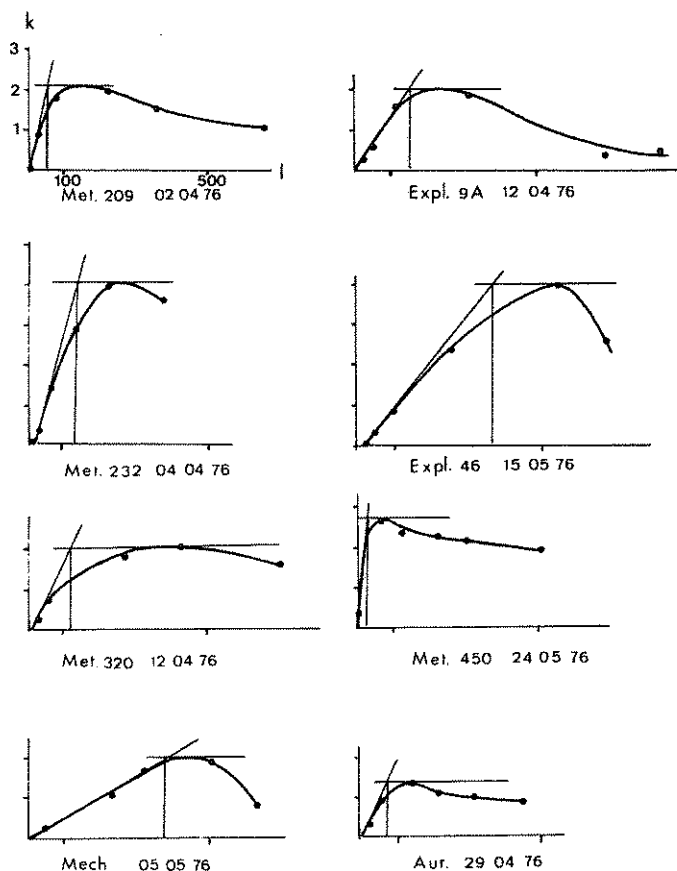 k
3
2
1
100 500 I
Met. 209 02 04 76
Expl. 9A 12 04 76
Met. 232 04 04 76
Expl. 46 15 05 76
Met. 320 12 04 76
Met. 450 24 05 76
Mech 05 05 76
Aur. 29 04 76